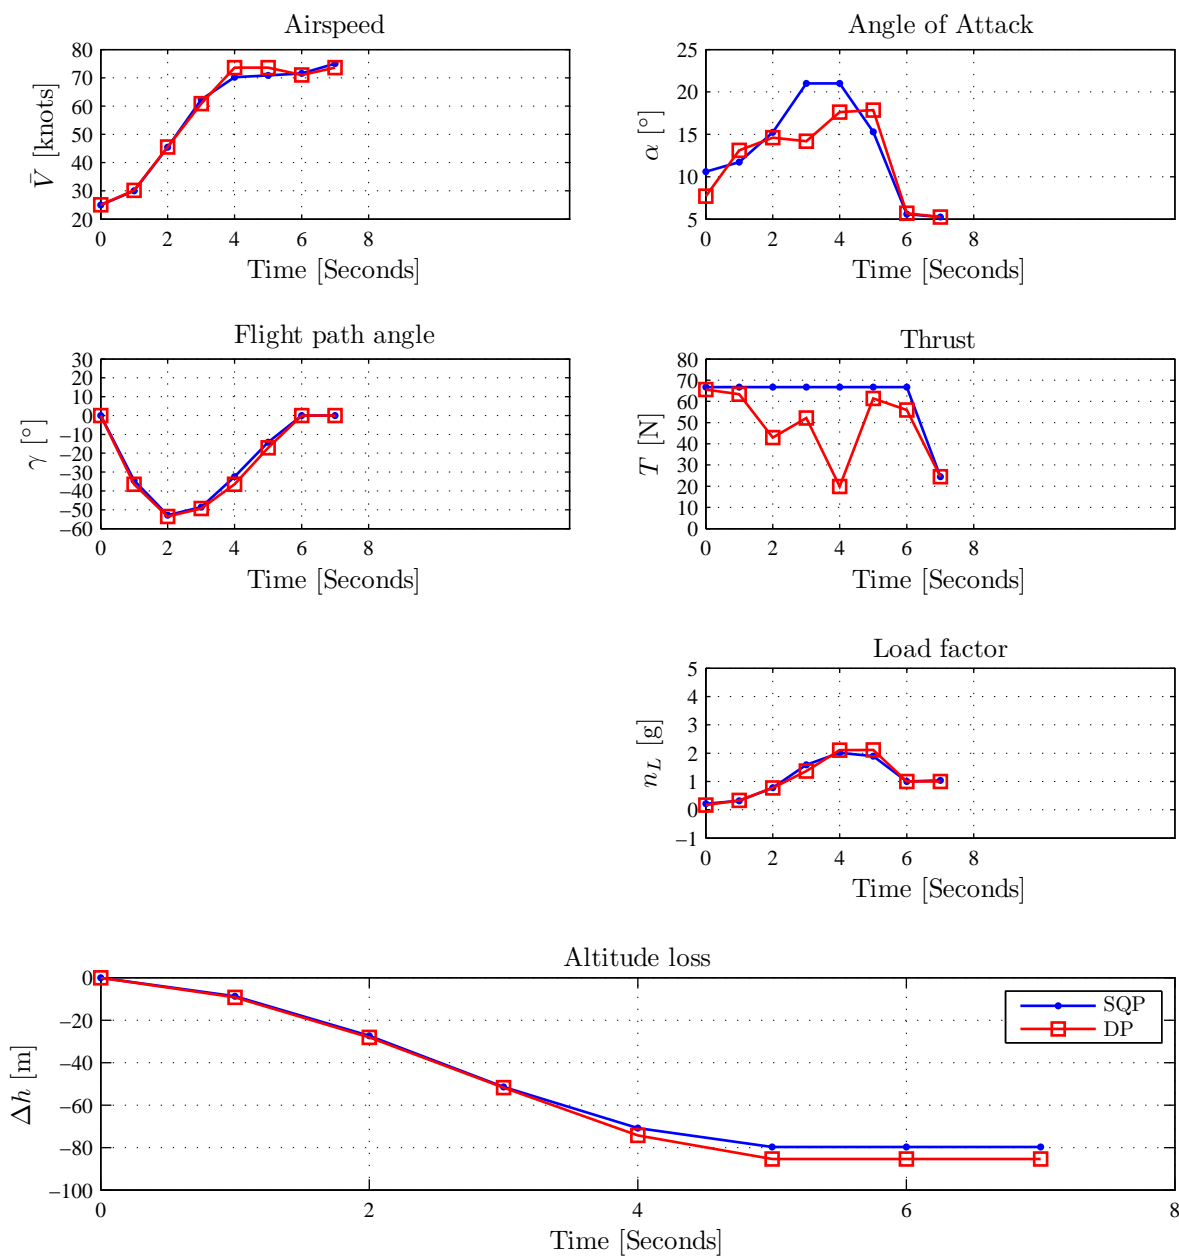 Airspeed
80
70
60
50
40
30
20
V̄ [knots]
0 2 4 6 8
Time [Seconds]
Angle of Attack
25
20
15
10
5
α [°]
0 2 4 6 8
Time [Seconds]
Flight path angle
30
20
10
0
−10
−20
−30
−40
−50
−60
γ [°]
0 2 4 6 8
Time [Seconds]
Thrust
80
70
60
50
40
30
20
10
0
T [N]
0 2 4 6 8
Time [Seconds]
Load factor
5
4
3
2
1
0
−1
n_L [g]
0 2 4 6 8
Time [Seconds]
Altitude loss
0
−20
−40
−60
−80
−100
Δh [m]
SQP
DP
0 2 4 6 8
Time [Seconds]